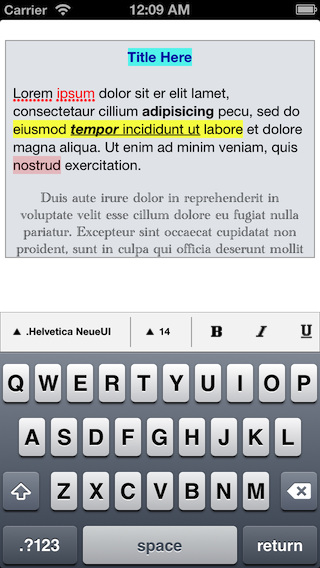 Carrier 12:09 AM
Title Here
Lorem ipsum dolor sit er elit lamet,
consectetaur cillium adipisicing pecu, sed do
eiusmod tempor incididunt ut labore et dolore
magna aliqua. Ut enim ad minim veniam, quis
nostrud exercitation.
Duis aute irure dolor in reprehenderit in
voluptate velit esse cillum dolore eu fugiat nulla
pariatur. Excepteur sint occaecat cupidatat non
proident, sunt in culpa qui officia deserunt mollit
▲ .Helvetica NeueUI ▲ 14 B I U
Q W E R T Y U I O P
A S D F G H J K L
Z X C V B N M
.?123 space return